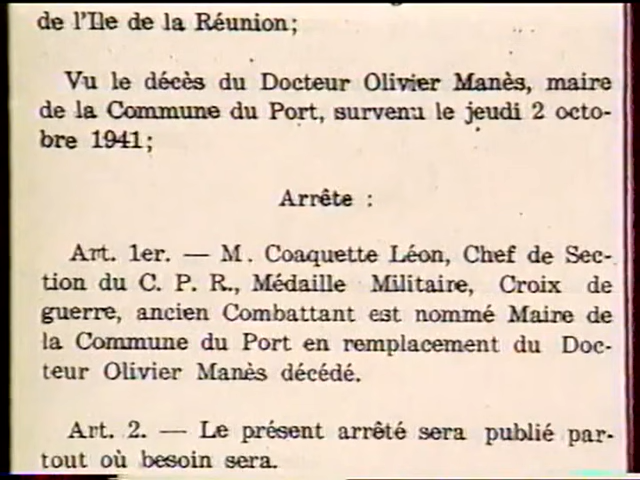 de l'Ile de la Réunion;
Vu le décès du Docteur Olivier Manès, maire
de la Commune du Port, survenu le jeudi 2 octo-
bre 1941;
Arrête :
Art. 1er. — M. Coaquette Léon, Chef de Sec-
tion du C. P. R., Médaille Militaire, Croix de
guerre, ancien Combattant est nommé Maire de
la Commune du Port en remplacement du Doc-
teur Olivier Manès décédé.
Art. 2. — Le présent arrêté sera publié par-
tout où besoin sera.